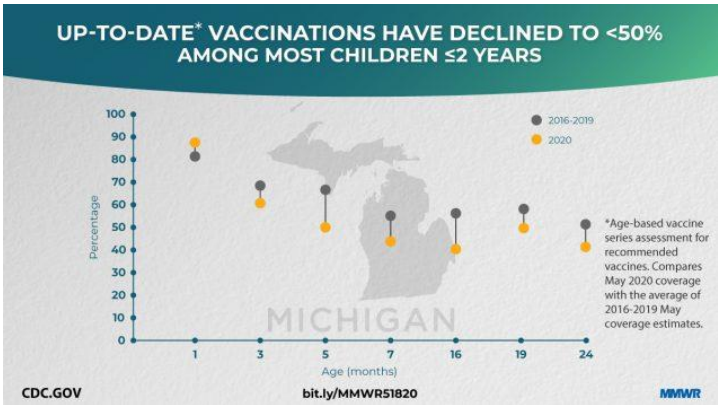 UP-TO-DATE* VACCINATIONS HAVE DECLINED TO <50%
AMONG MOST CHILDREN ≤2 YEARS
100
90
80
70
60
50
40
30
20
10
0
Percentage
2016-2019
2020
*Age-based vaccine
series assessment for
recommended
vaccines. Compares
May 2020 coverage
with the average of
2016-2019 May
coverage estimates.
MICHIGAN
1 3 5 7 16 19 24
Age (months)
CDC.GOV
bit.ly/MMWR51820
MMWR